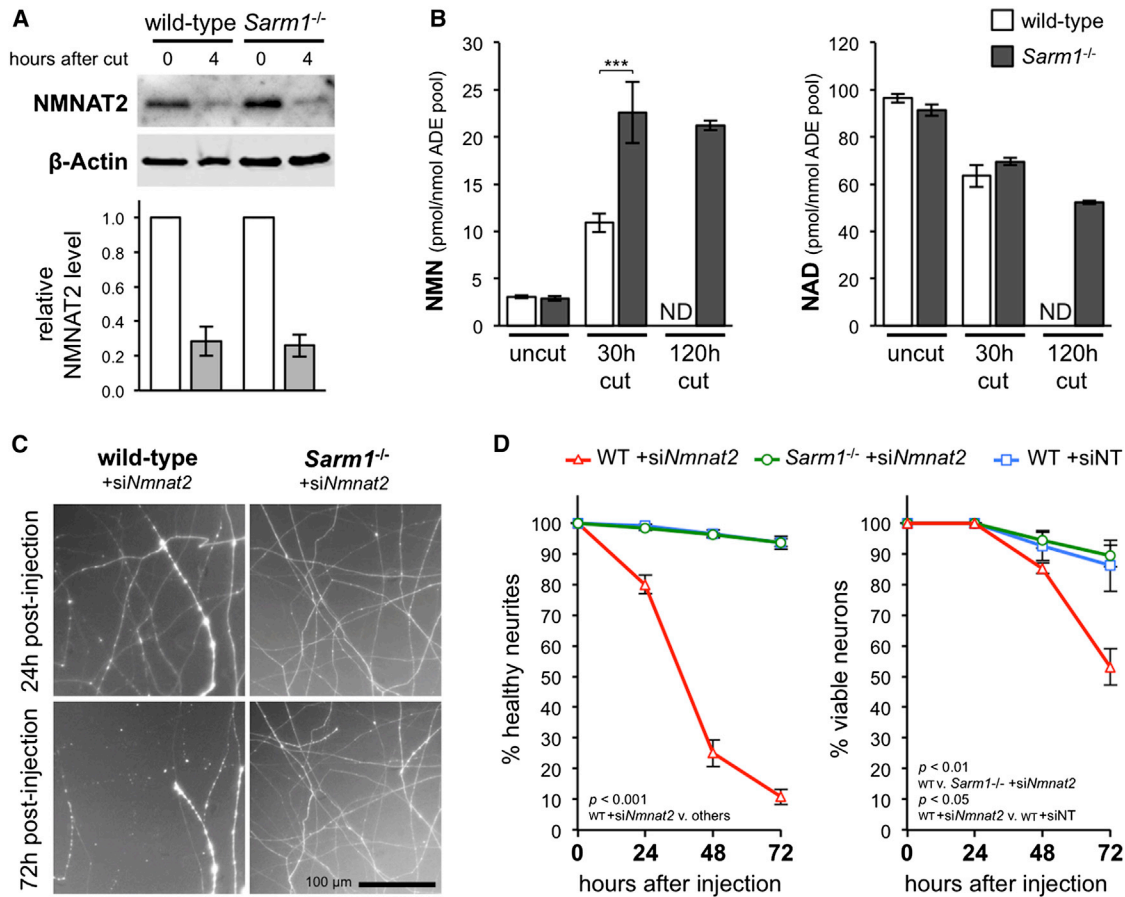 A
wild-type Sarm1-/-
hours after cut 0 4 0 4
NMNAT2
β-Actin
relative
NMNAT2 level
1.0
0.8
0.6
0.4
0.2
0.0
B
wild-type
Sarm1-/-
NMN (pmol/nmol ADE pool)
30
25
20
15
10
5
0
***
ND
uncut 30h cut 120h cut
NAD (pmol/nmol ADE pool)
120
100
80
60
40
20
0
ND
uncut 30h cut 120h cut
C
wild-type
+siNmnat2
Sarm1-/-
+siNmnat2
24h post-injection
72h post-injection
100 µm
D
WT +siNmnat2 Sarm1-/- +siNmnat2 WT +siNT
% healthy neurites
100
90
80
70
60
50
40
30
20
10
0
p < 0.001
WT+siNmnat2 v. others
0 24 48 72
hours after injection
% viable neurons
100
90
80
70
60
50
40
30
20
10
0
p < 0.01
WT v. Sarm1-/- +siNmnat2
p < 0.05
WT+siNmnat2 v. WT+siNT
0 24 48 72
hours after injection